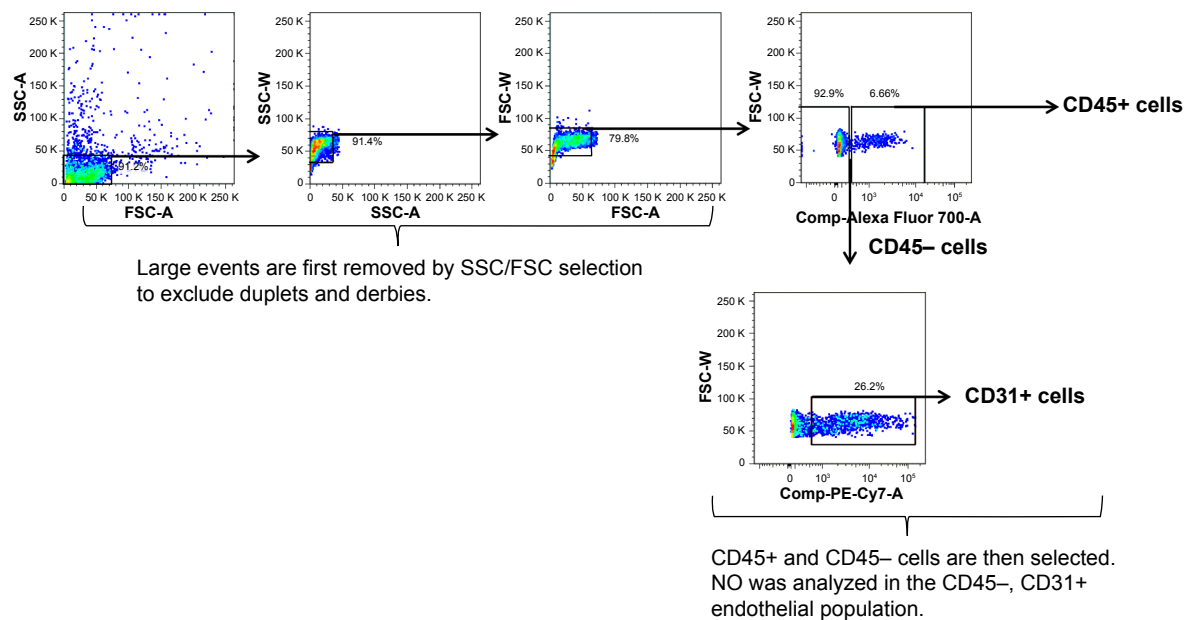 250 K
200 K
150 K
100 K
50 K
0
SSC-A
91.2%
0 50 K 100 K 150 K 200 K 250 K
FSC-A
250 K
200 K
150 K
100 K
50 K
0
SSC-W
91.4%
0 50 K 100 K 150 K 200 K 250 K
SSC-A
250 K
200 K
150 K
100 K
50 K
0
FSC-W
79.8%
0 50 K 100 K 150 K 200 K 250 K
FSC-A
250 K
200 K
150 K
100 K
50 K
0
FSC-W
92.9% 6.66%
0 10³ 10⁴ 10⁵
Comp-Alexa Fluor 700-A
CD45+ cells
CD45– cells
Large events are first removed by SSC/FSC selection
to exclude duplets and derbies.
250 K
200 K
150 K
100 K
50 K
0
FSC-W
26.2%
0 10³ 10⁴ 10⁵
Comp-PE-Cy7-A
CD31+ cells
CD45+ and CD45– cells are then selected.
NO was analyzed in the CD45–, CD31+
endothelial population.